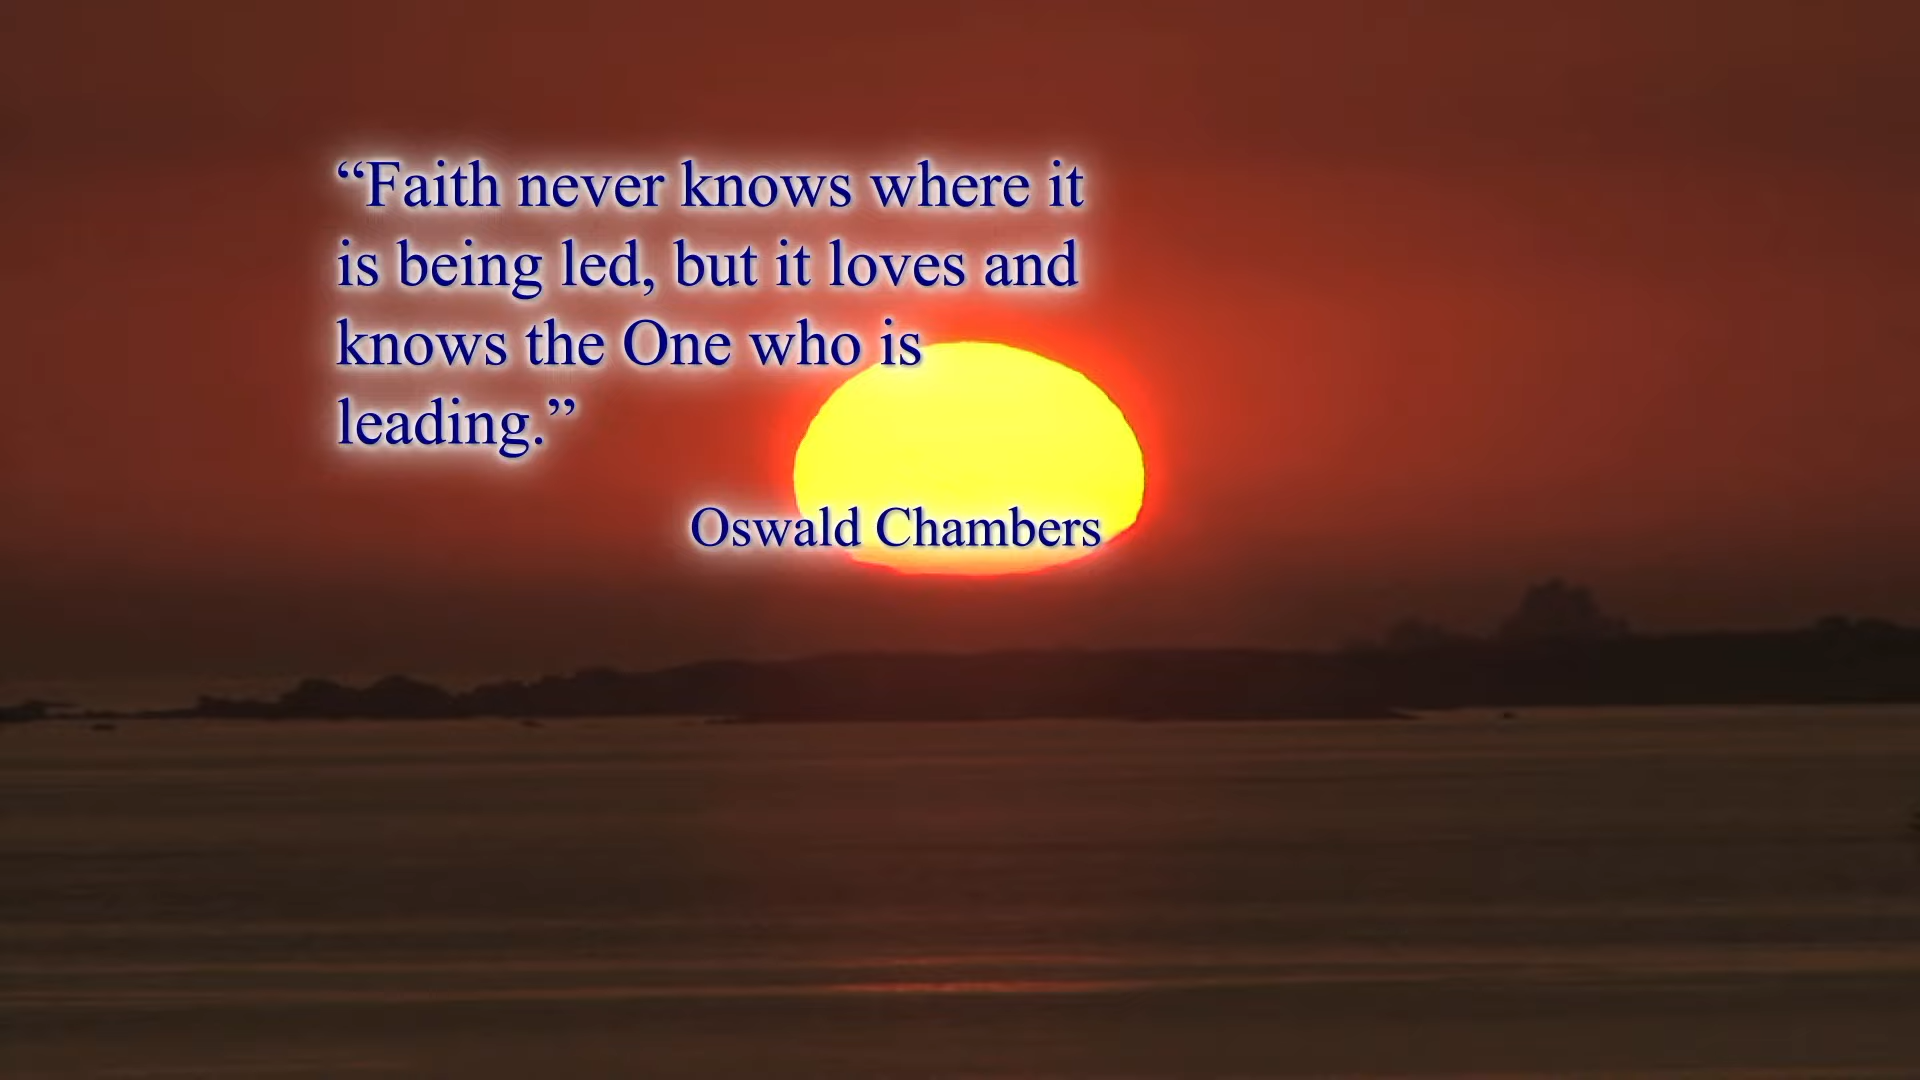 “Faith never knows where it
is being led, but it loves and
knows the One who is
leading.”
Oswald Chambers